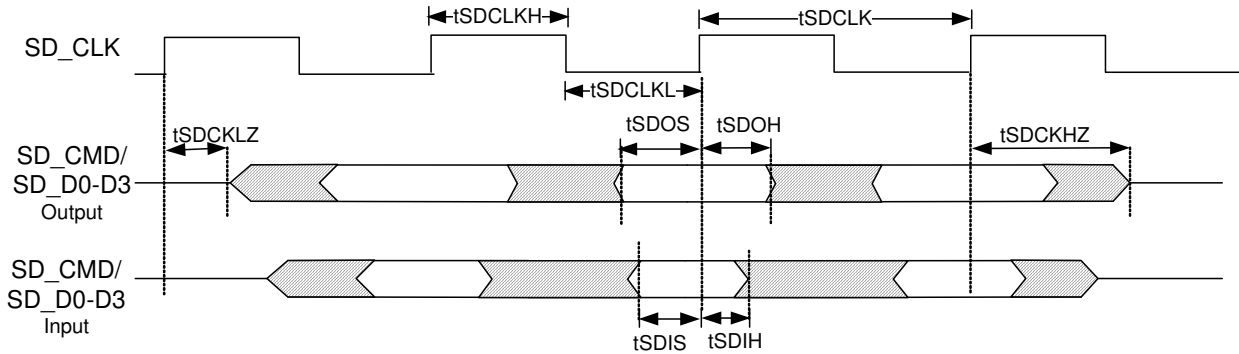 tSDCLKH
tSDCLK
SD_CLK
tSDCLKL
tSDCKLZ
tSDOS
tSDOH
tSDCKHZ
SD_CMD/
SD_D0-D3
Output
SD_CMD/
SD_D0-D3
Input
tSDIS
tSDIH